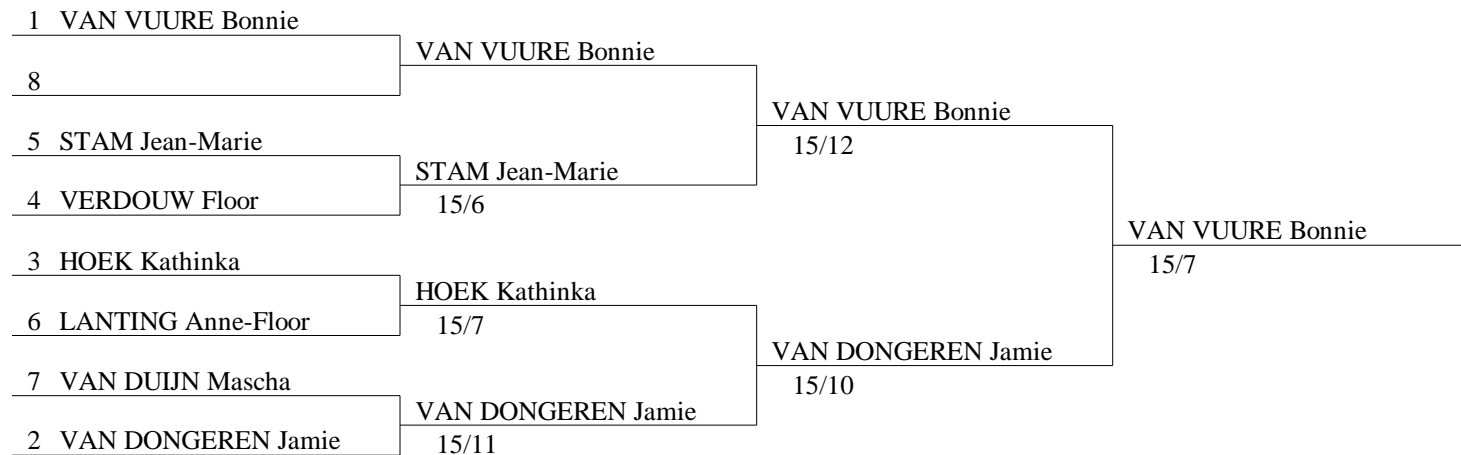 1 VAN VUURE Bonnie
8
5 STAM Jean-Marie
4 VERDOUW Floor
3 HOEK Kathinka
6 LANTING Anne-Floor
7 VAN DUIJN Mascha
2 VAN DONGEREN Jamie
VAN VUURE Bonnie
STAM Jean-Marie
15/6
HOEK Kathinka
15/7
VAN DONGEREN Jamie
15/11
VAN VUURE Bonnie
15/12
VAN DONGEREN Jamie
15/10
VAN VUURE Bonnie
15/7